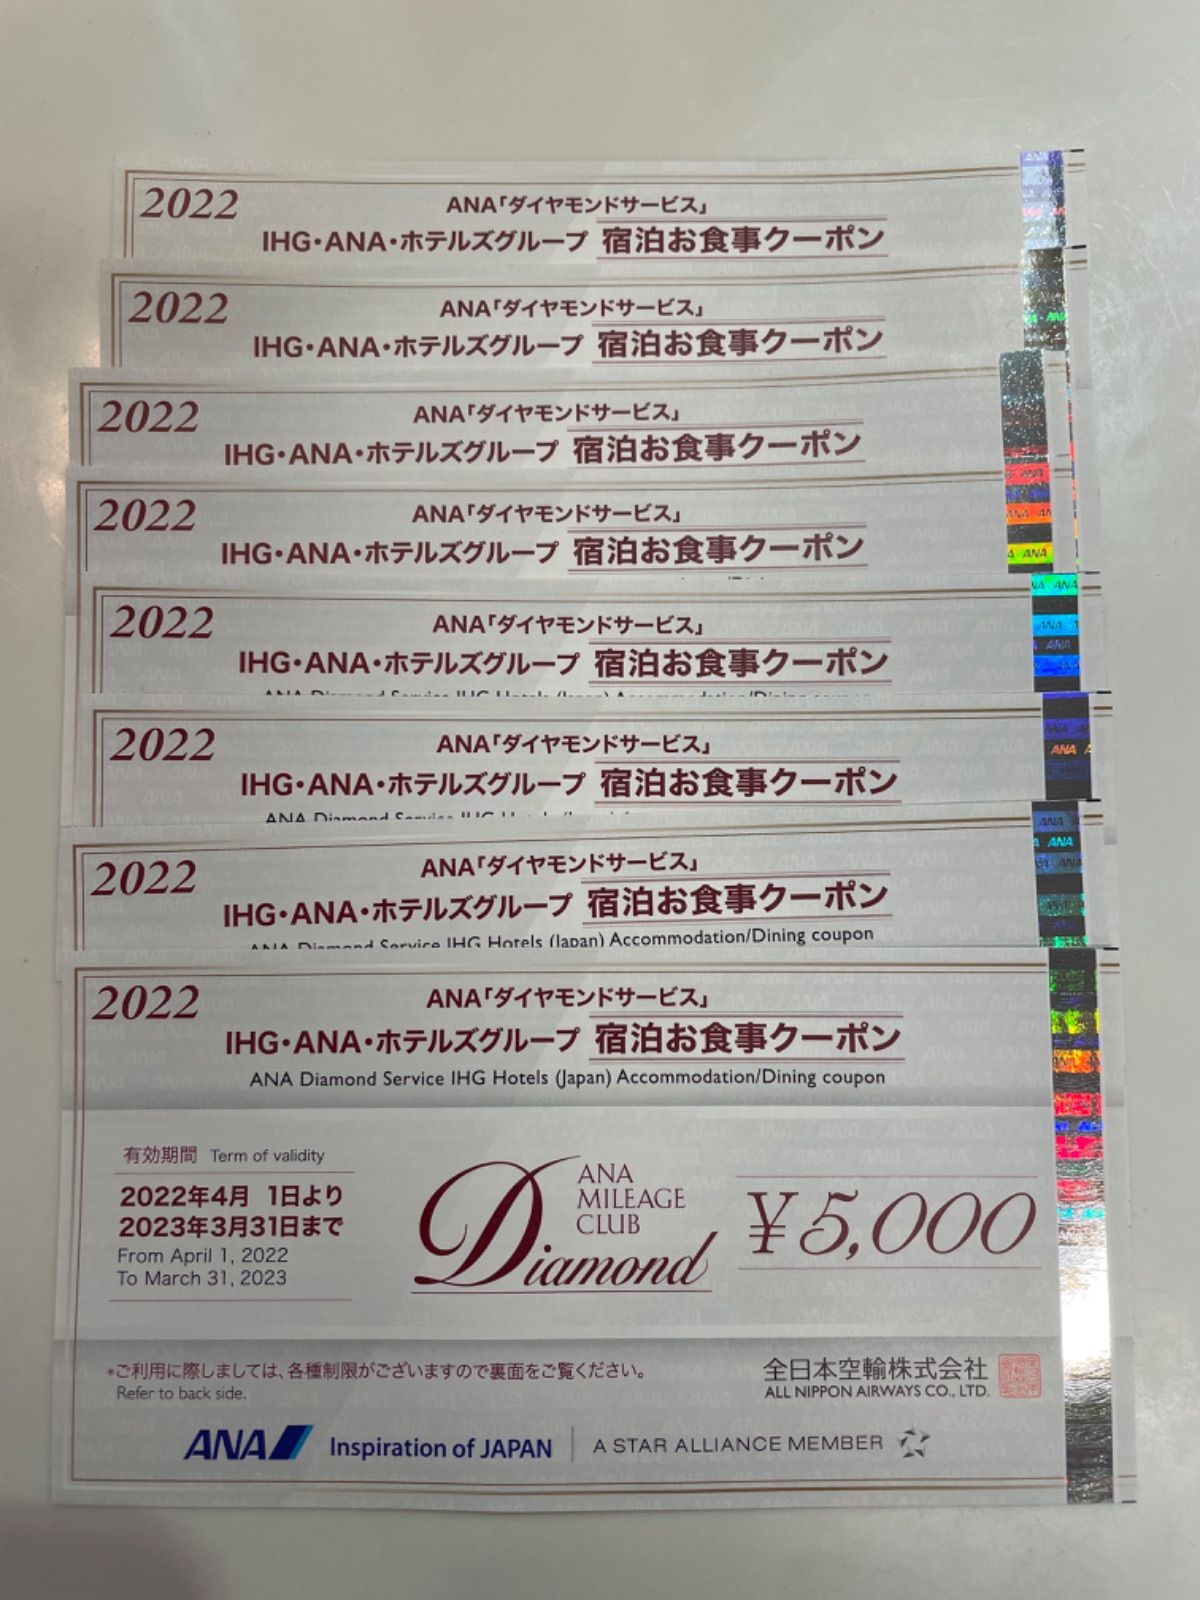 2022
ANA「ダイヤモンドサービス」
IHG・ANA・ホテルズグループ 宿泊お食事クーポン
2022
ANA「ダイヤモンドサービス」
IHG・ANA・ホテルズグループ 宿泊お食事クーポン
2022
ANA「ダイヤモンドサービス」
IHG・ANA・ホテルズグループ 宿泊お食事クーポン
2022
ANA「ダイヤモンドサービス」
IHG・ANA・ホテルズグループ 宿泊お食事クーポン
2022
ANA「ダイヤモンドサービス」
IHG・ANA・ホテルズグループ 宿泊お食事クーポン
ANA Diamond Service IHG Hotels (Japan) Accommodation/Dining coupon
2022
ANA「ダイヤモンドサービス」
IHG・ANA・ホテルズグループ 宿泊お食事クーポン
ANA Diamond Service IHG Hotels
2022
ANA「ダイヤモンドサービス」
IHG・ANA・ホテルズグループ 宿泊お食事クーポン
ANA Diamond Service IHG Hotels (Japan) Accommodation/Dining coupon
2022
ANA「ダイヤモンドサービス」
IHG・ANA・ホテルズグループ 宿泊お食事クーポン
ANA Diamond Service IHG Hotels (Japan) Accommodation/Dining coupon
有効期間 Term of validity
2022年4月 1日より
2023年3月31日まで
From April 1, 2022
To March 31, 2023
ANA
MILEAGE
CLUB
Diamond
¥5,000
*ご利用に際しましては、各種制限がございますので裏面をご覧ください。
Refer to back side.
全日本空輸株式会社
ALL NIPPON AIRWAYS CO., LTD.
ANA Inspiration of JAPAN A STAR ALLIANCE MEMBER